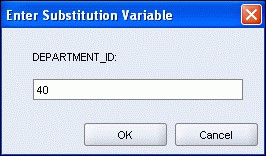 Enter Substitution Variable
DEPARTMENT_ID:
40
OK
Cancel